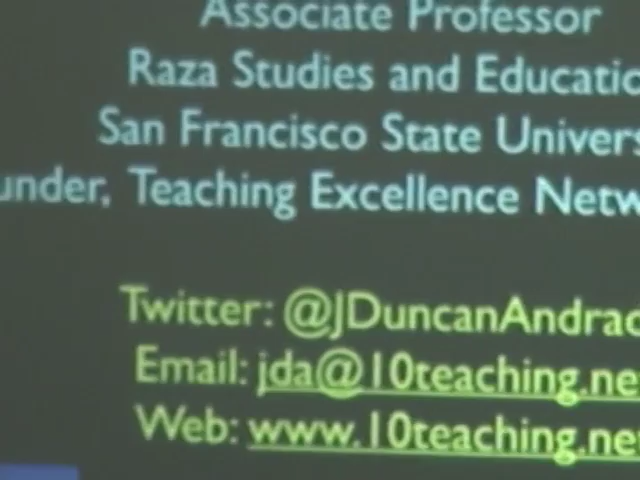 Associate Professor
Raza Studies and Educatio
San Francisco State Univers
under, Teaching Excellence Netw
Twitter: @JDuncanAndrad
Email: jda@10teaching.ne
Web: www.10teaching.net